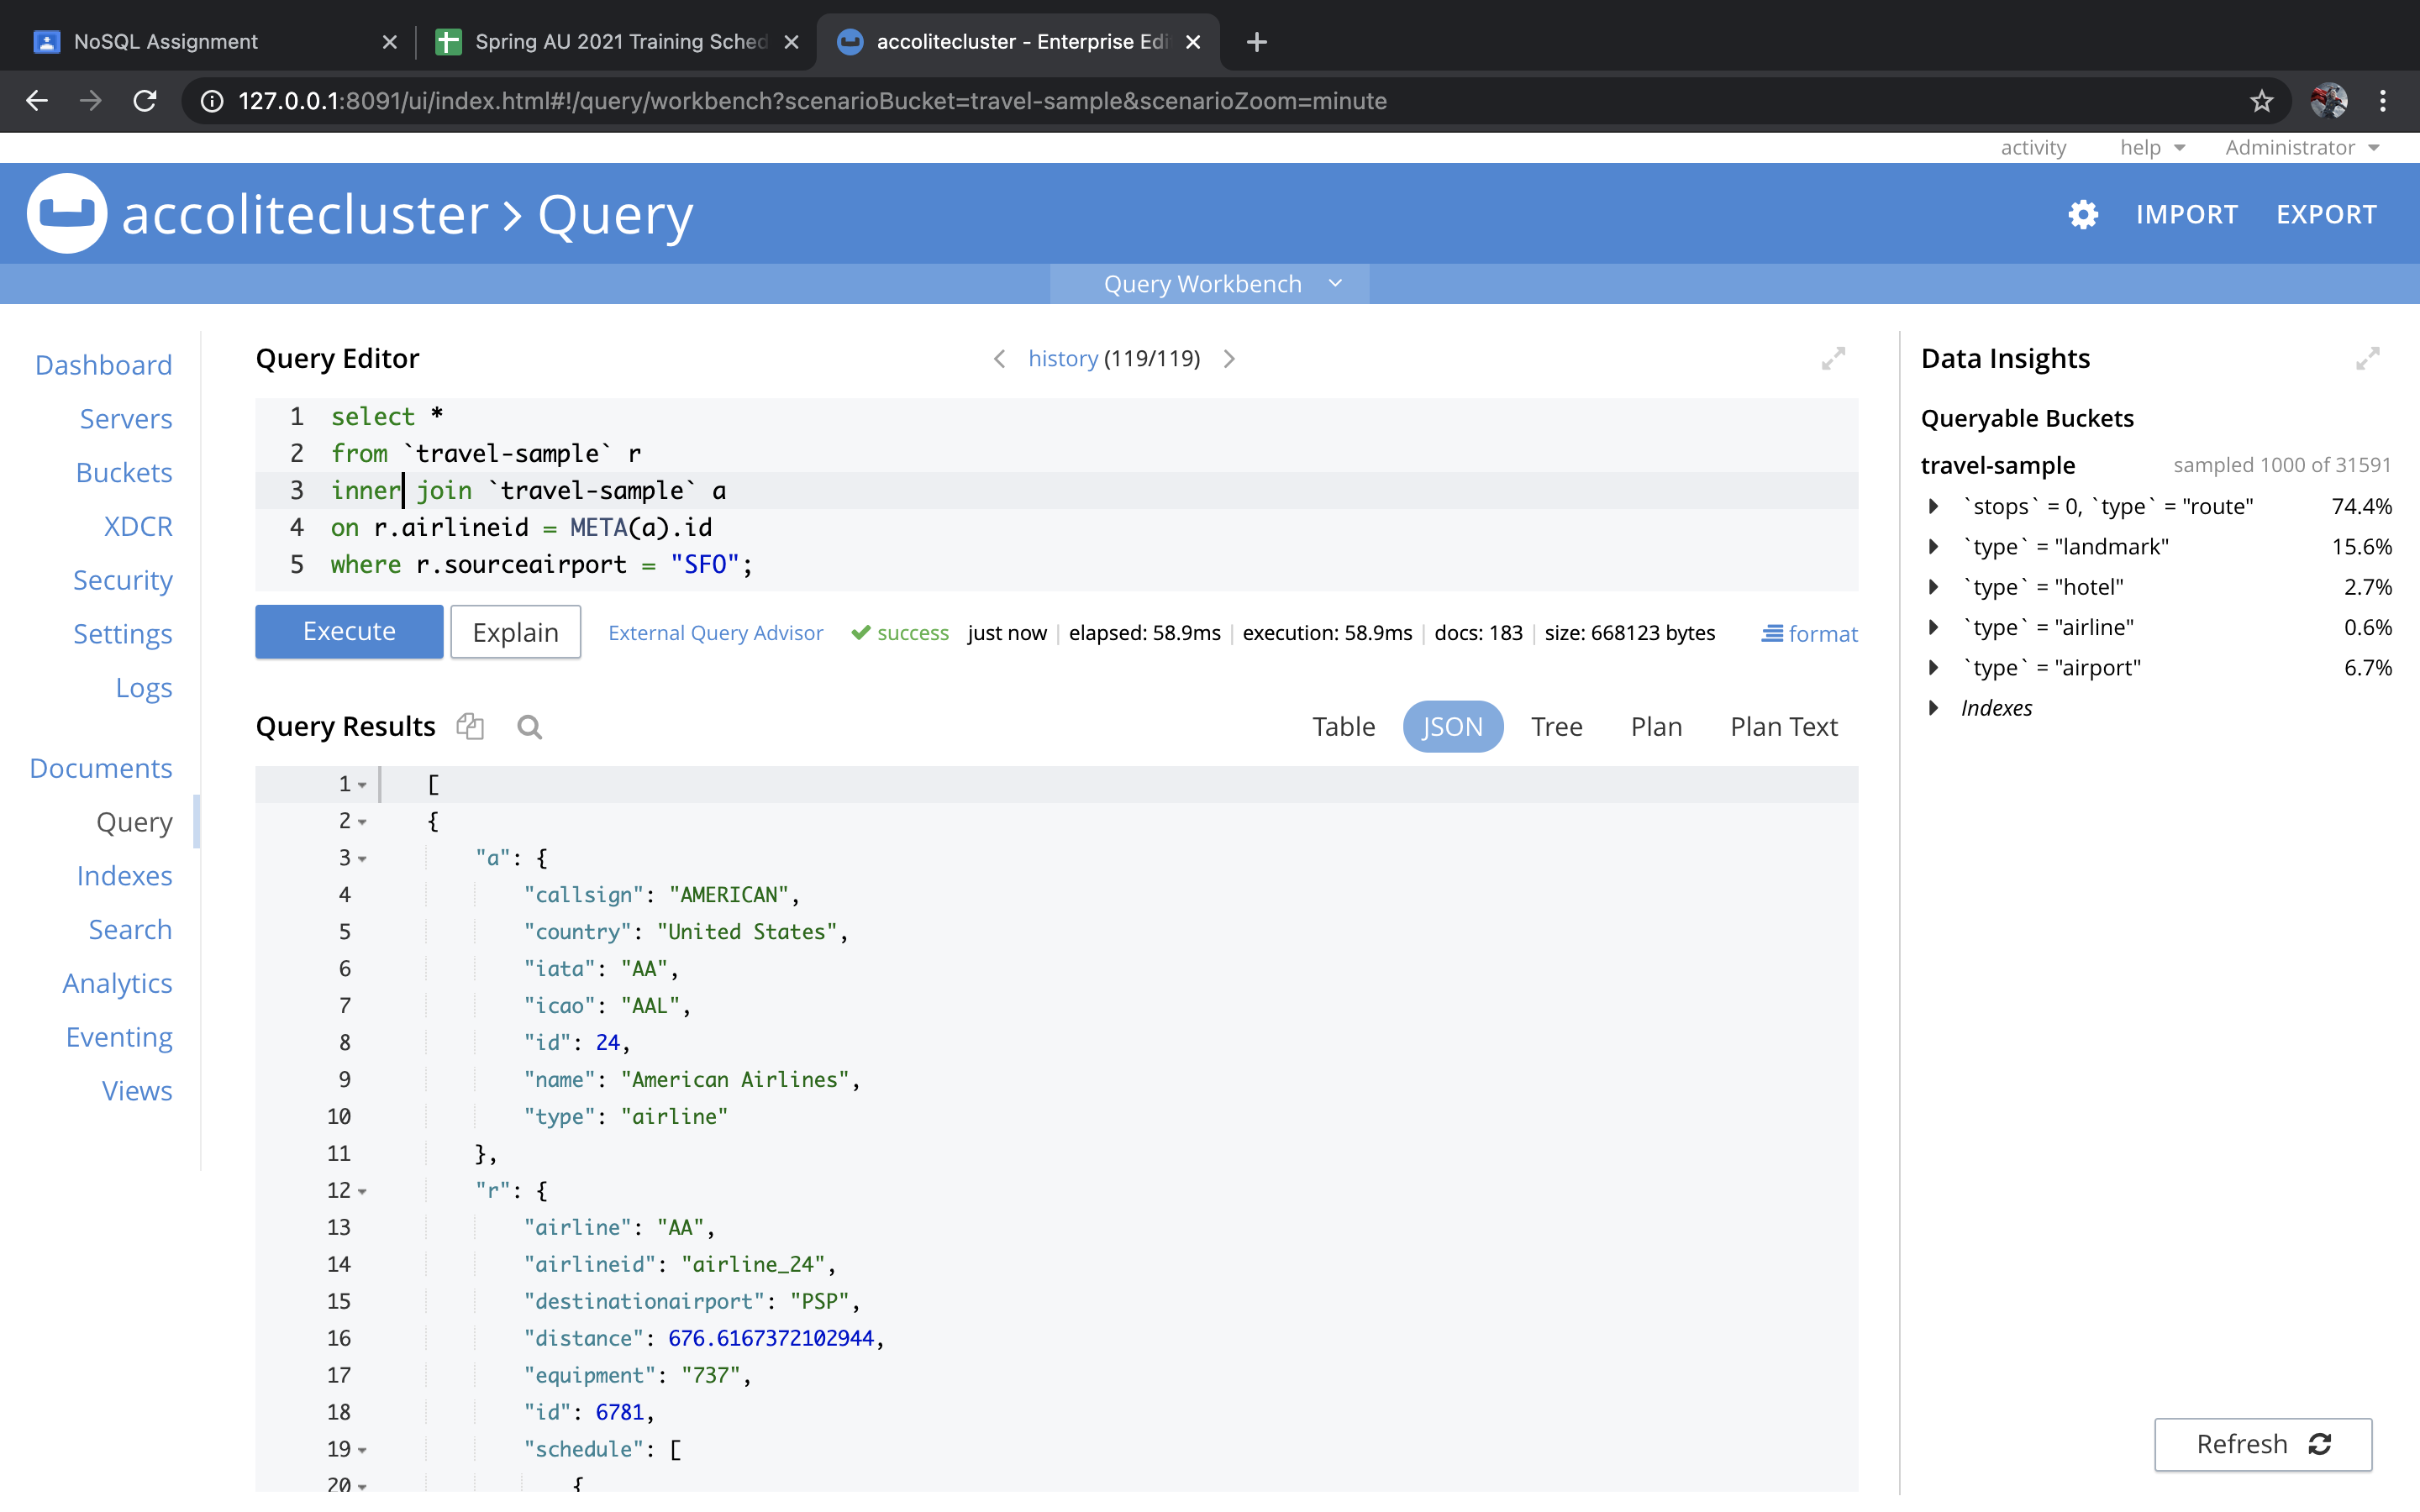 NoSQL Assignment
Spring AU 2021 Training Sched
accolitecluster - Enterprise Edi
127.0.0.1:8091/ui/index.html#!/query/workbench?scenarioBucket=travel-sample&scenarioZoom=minute
activity help Administrator
accolitecluster > Query
IMPORT EXPORT
Query Workbench
Dashboard
Servers
Buckets
XDCR
Security
Settings
Logs
Documents
Query
Indexes
Search
Analytics
Eventing
Views
Query Editor
history (119/119)
1 select *
2 from `travel-sample` r
3 inner join `travel-sample` a
4 on r.airlineid = META(a).id
5 where r.sourceairport = "SFO";
Execute Explain External Query Advisor success just now | elapsed: 58.9ms | execution: 58.9ms | docs: 183 | size: 668123 bytes format
Query Results
Table JSON Tree Plan Plan Text
1 [
2 {
3 "a": {
4 "callsign": "AMERICAN",
5 "country": "United States",
6 "iata": "AA",
7 "icao": "AAL",
8 "id": 24,
9 "name": "American Airlines",
10 "type": "airline"
11 },
12 "r": {
13 "airline": "AA",
14 "airlineid": "airline_24",
15 "destinationairport": "PSP",
16 "distance": 676.6167372102944,
17 "equipment": "737",
18 "id": 6781,
19 "schedule": [
20 {
Data Insights
Queryable Buckets
travel-sample sampled 1000 of 31591
`stops` = 0, `type` = "route" 74.4%
`type` = "landmark" 15.6%
`type` = "hotel" 2.7%
`type` = "airline" 0.6%
`type` = "airport" 6.7%
Indexes
Refresh